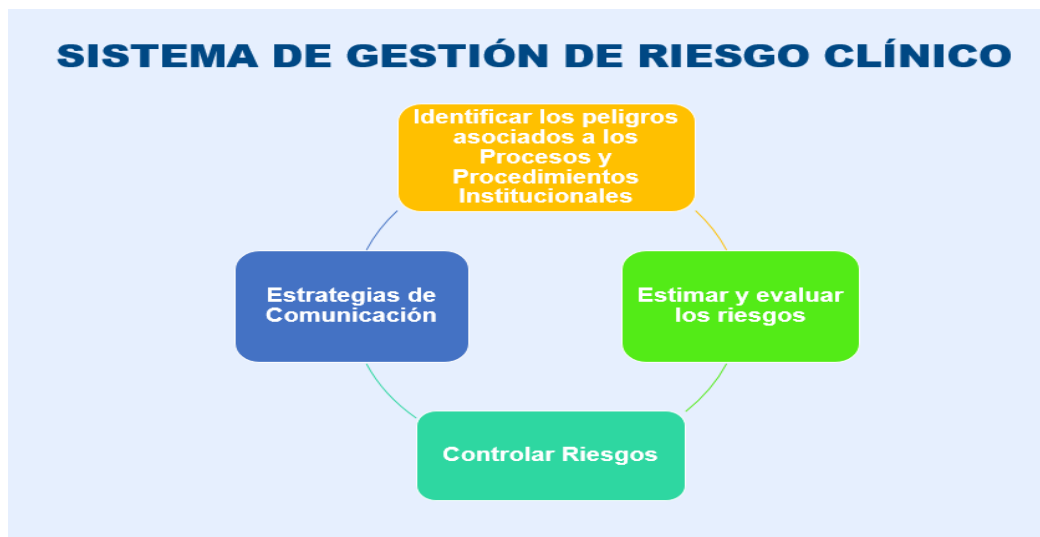 SISTEMA DE GESTIÓN DE RIESGO CLÍNICO
Identificar los peligros
asociados a los
Procesos y
Procedimientos
Institucionales
Estrategias de
Comunicación
Estimar y evaluar
los riesgos
Controlar Riesgos